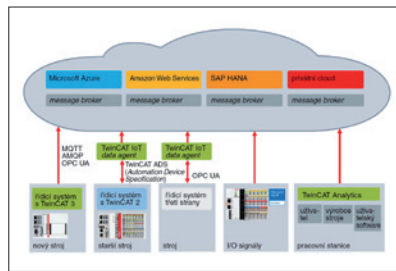 Microsoft Azure
Amazon Web Services
SAP HANA
privátní cloud
message broker
message broker
message broker
message broker
MQTT
AMQP
OPC UA
TwinCAT IoT
data agent
TwinCAT IoT
data agent
TwinCAT ADS
(Automation Device
Specification)
OPC UA
řídicí systém
s TwinCAT 3
řídicí systém
s TwinCAT 2
řídicí systém
třetí strany
TwinCAT Analytics
uživa-
tel
výrobce
stroje
uživa-
telský
software
nový stroj
starší stroj
stroj
I/O signály
pracovní stanice